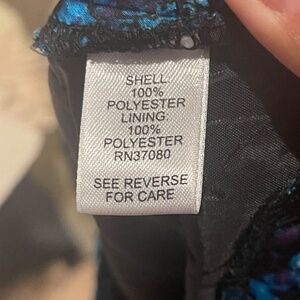 SHELL:
100%
POLYESTER
LINING:
100%
POLYESTER
RN37080
SEE REVERSE
FOR CARE